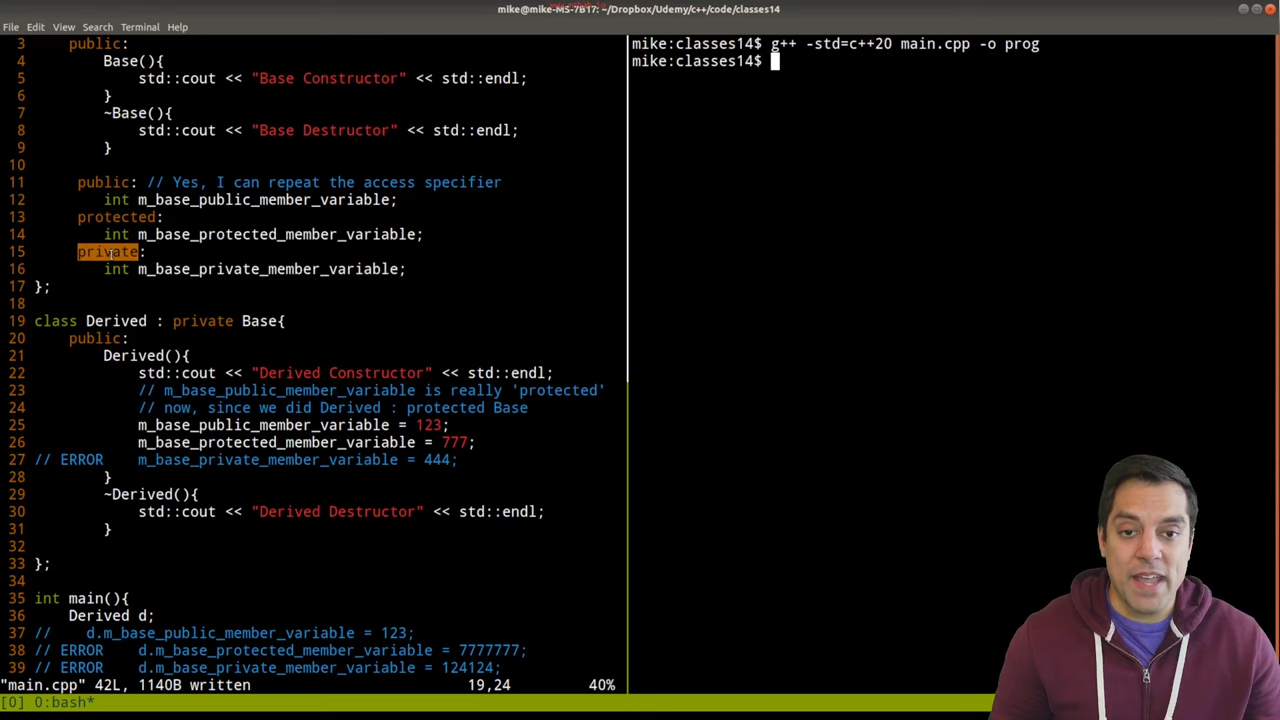 mike@mike-MS-7B17: ~/Dropbox/Udemy/c++/code/classes14
File Edit View Search Terminal Help
3 public:
4 Base(){
5 std::cout << "Base Constructor" << std::endl;
6 }
7 ~Base(){
8 std::cout << "Base Destructor" << std::endl;
9 }
10
11 public: // Yes, I can repeat the access specifier
12 int m_base_public_member_variable;
13 protected:
14 int m_base_protected_member_variable;
15 private:
16 int m_base_private_member_variable;
17 };
18
19 class Derived : private Base{
20 public:
21 Derived(){
22 std::cout << "Derived Constructor" << std::endl;
23 // m_base_public_member_variable is really 'protected'
24 // now, since we did Derived : protected Base
25 m_base_public_member_variable = 123;
26 m_base_protected_member_variable = 777;
27 // ERROR m_base_private_member_variable = 444;
28 }
29 ~Derived(){
30 std::cout << "Derived Destructor" << std::endl;
31 }
32
33 };
34
35 int main(){
36 Derived d;
37 // d.m_base_public_member_variable = 123;
38 // ERROR d.m_base_protected_member_variable = 7777777;
39 // ERROR d.m_base_private_member_variable = 124124;
"main.cpp" 42L, 1140B written 19,24 40%
[0] 0:bash*
mike:classes14$ g++ -std=c++20 main.cpp -o prog
mike:classes14$